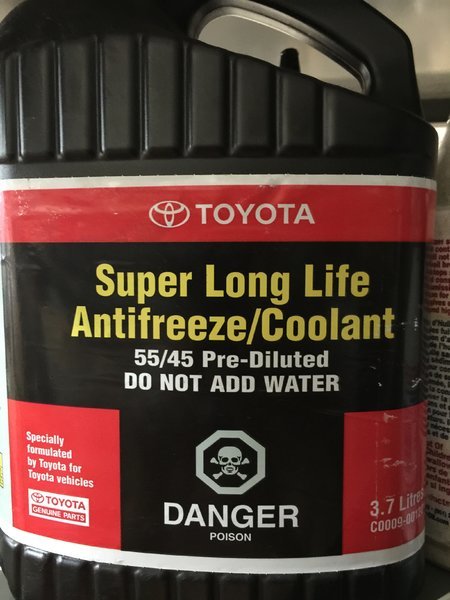 TOYOTA
Super Long Life
Antifreeze/Coolant
55/45 Pre-Diluted
DO NOT ADD WATER
Specially
formulated
by Toyota for
Toyota vehicles
TOYOTA
GENUINE PARTS
DANGER
POISON
3.7 Litres